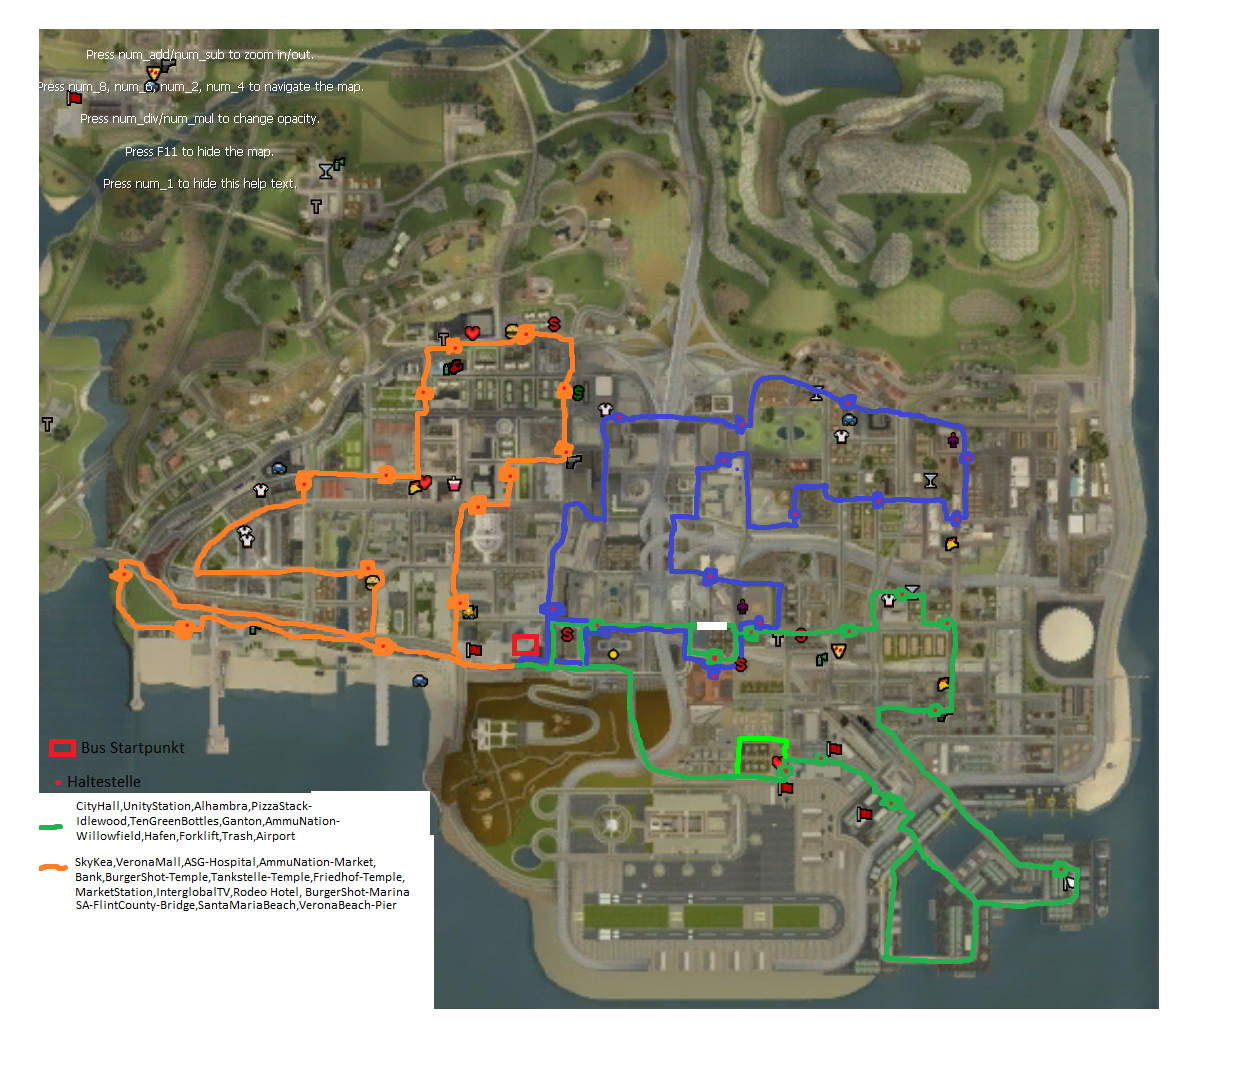 Press num_add/num_sub to zoom in/out.
Press num_8, num_6, num_2, num_4 to navigate the map.
Press num_div/num_mul to change opacity.
Press F11 to hide the map.
Press num_1 to hide this help text.
Bus Startpunkt
Haltestelle
CityHall,UnityStation,Alhambra,PizzaStack-
Idlewood,TenGreenBottles,Ganton,AmmuNation-
Willowfield,Hafen,Forklift,Trash,Airport
SkyKea,VeronaMall,ASG-Hospital,AmmuNation-Market,
Bank,BurgerShot-Temple,Tankstelle-Temple,Friedhof-Temple,
MarketStation,InterglobalTV,Rodeo Hotel, BurgerShot-Marina
SA-FlintCounty-Bridge,SantaMariaBeach,VeronaBeach-Pier